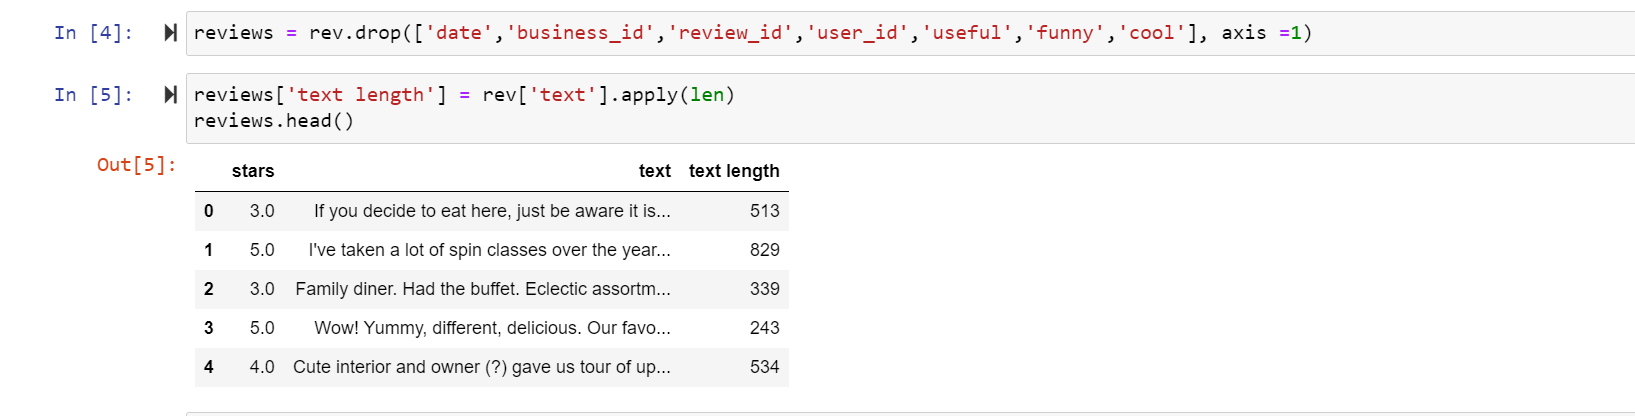 In [4]: reviews = rev.drop(['date','business_id','review_id','user_id','useful','funny','cool'], axis =1)
In [5]: reviews['text length'] = rev['text'].apply(len)
reviews.head()
Out[5]:
stars text text length
0 3.0 If you decide to eat here, just be aware it is... 513
1 5.0 I've taken a lot of spin classes over the year... 829
2 3.0 Family diner. Had the buffet. Eclectic assortm... 339
3 5.0 Wow! Yummy, different, delicious. Our favo... 243
4 4.0 Cute interior and owner (?) gave us tour of up... 534